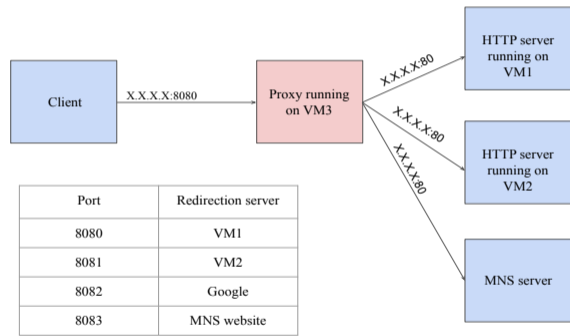 HTTP server
running on
VM1
X.X.X.X:80
Client
X.X.X.X:8080
Proxy running
on VM3
X.X.X.X:80
HTTP server
running on
VM2
X.X.X.X:80
MNS server
Port Redirection server
8080 VM1
8081 VM2
8082 Google
8083 MNS website